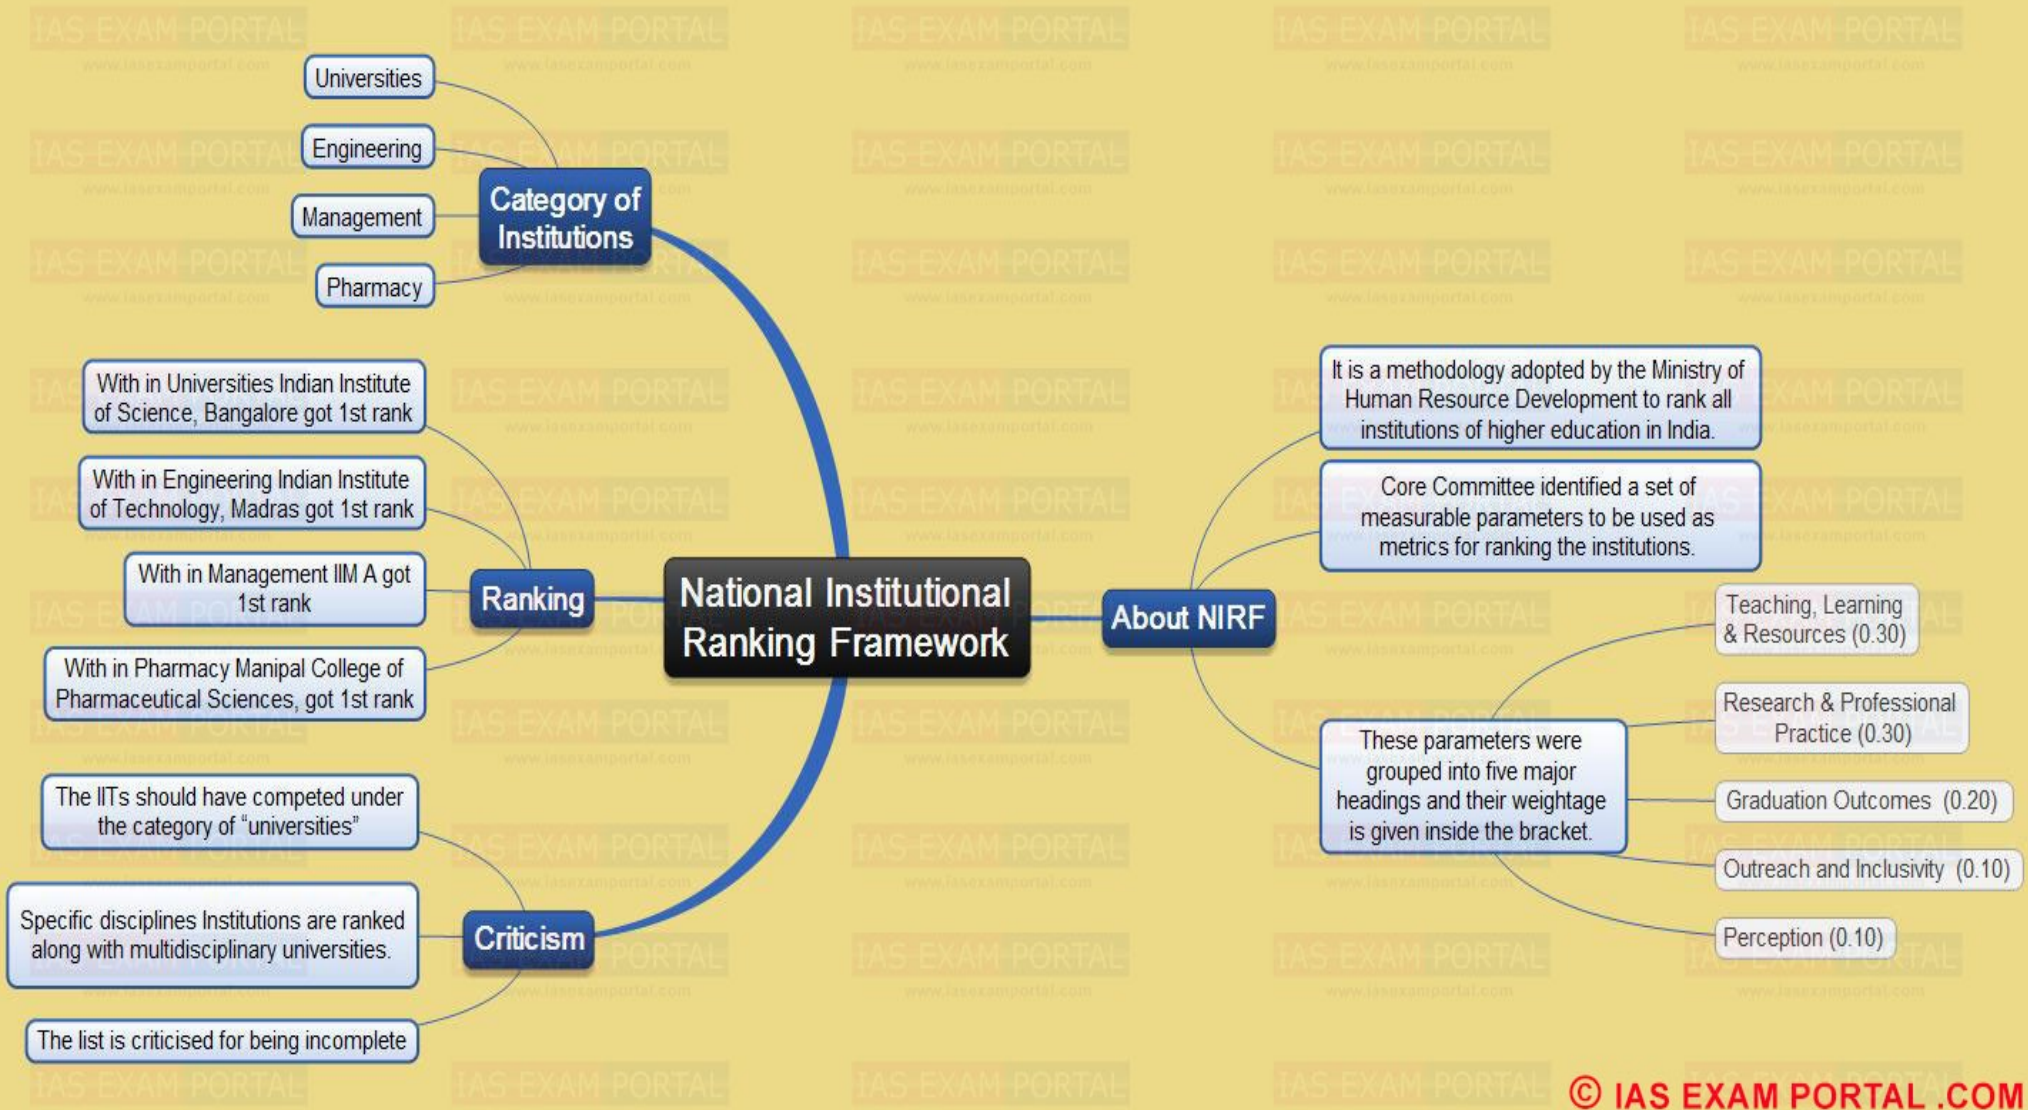 National Institutional
Ranking Framework
Category of
Institutions
Universities
Engineering
Management
Pharmacy
Ranking
With in Universities Indian Institute
of Science, Bangalore got 1st rank
With in Engineering Indian Institute
of Technology, Madras got 1st rank
With in Management IIM A got
1st rank
With in Pharmacy Manipal College of
Pharmaceutical Sciences, got 1st rank
Criticism
The IITs should have competed under
the category of “universities”
Specific disciplines Institutions are ranked
along with multidisciplinary universities.
The list is criticised for being incomplete
About NIRF
It is a methodology adopted by the Ministry of
Human Resource Development to rank all
institutions of higher education in India.
Core Committee identified a set of
measurable parameters to be used as
metrics for ranking the institutions.
These parameters were
grouped into five major
headings and their weightage
is given inside the bracket.
Teaching, Learning
& Resources (0.30)
Research & Professional
Practice (0.30)
Graduation Outcomes (0.20)
Outreach and Inclusivity (0.10)
Perception (0.10)
IAS EXAM PORTAL
www.iasexamportal.com
© IAS EXAM PORTAL .COM